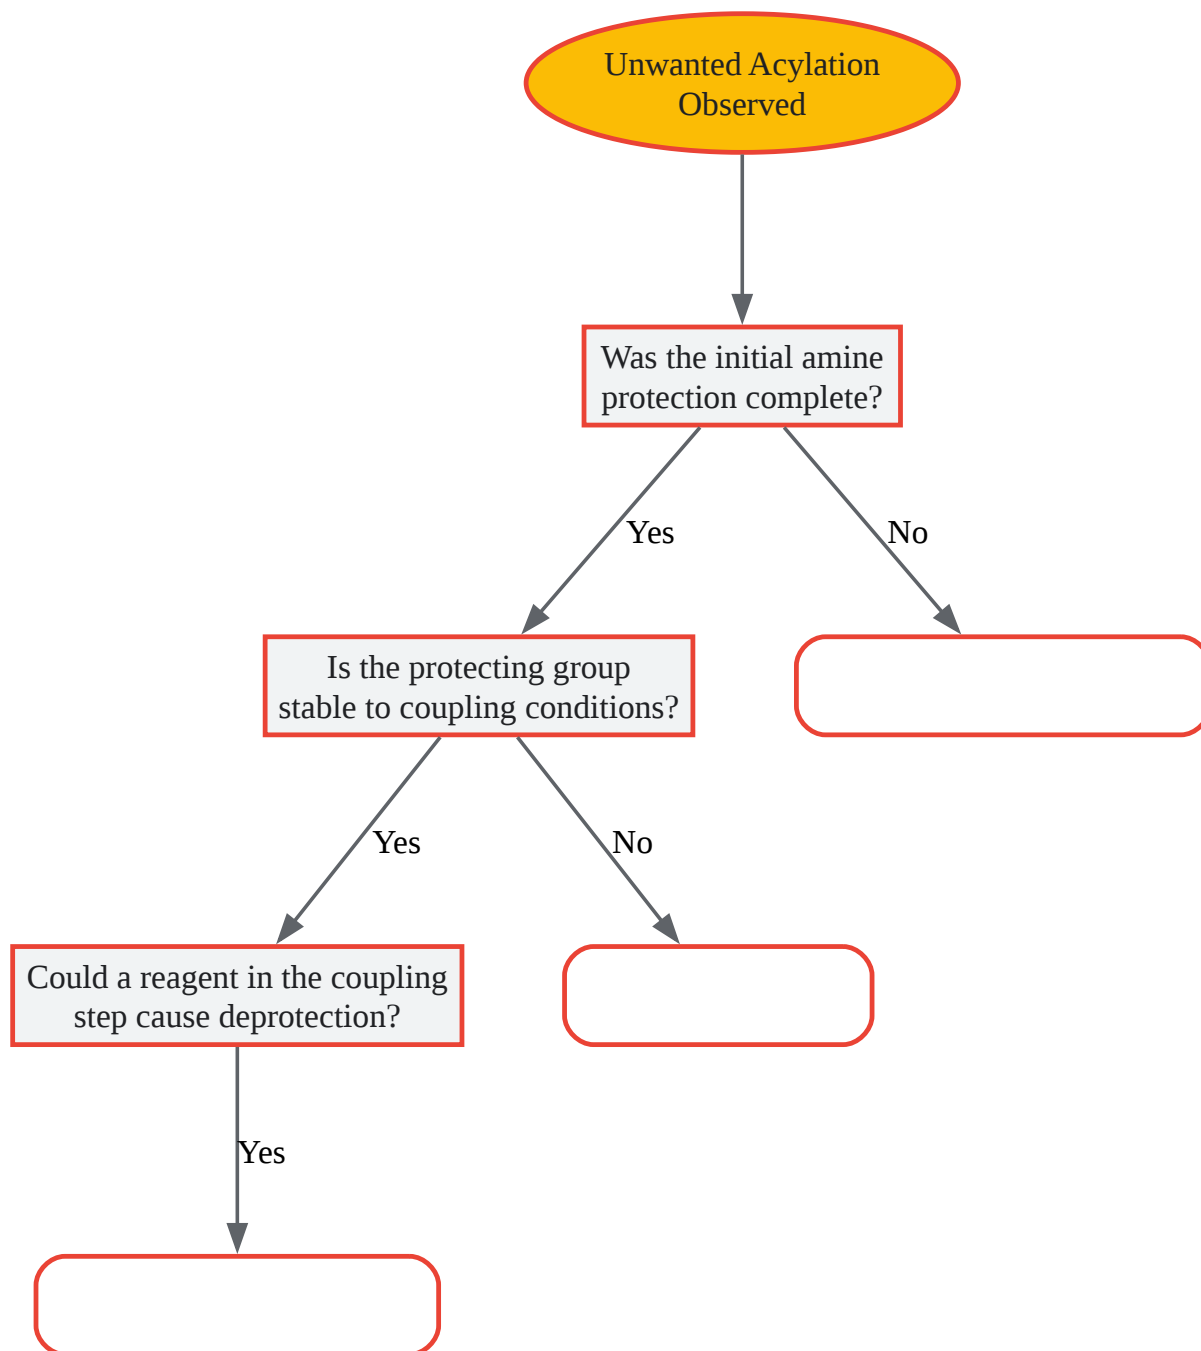 Unwanted Acylation
Observed
Was the initial amine
protection complete?
Yes
No
Is the protecting group
stable to coupling conditions?
Yes
No
Could a reagent in the coupling
step cause deprotection?
Yes